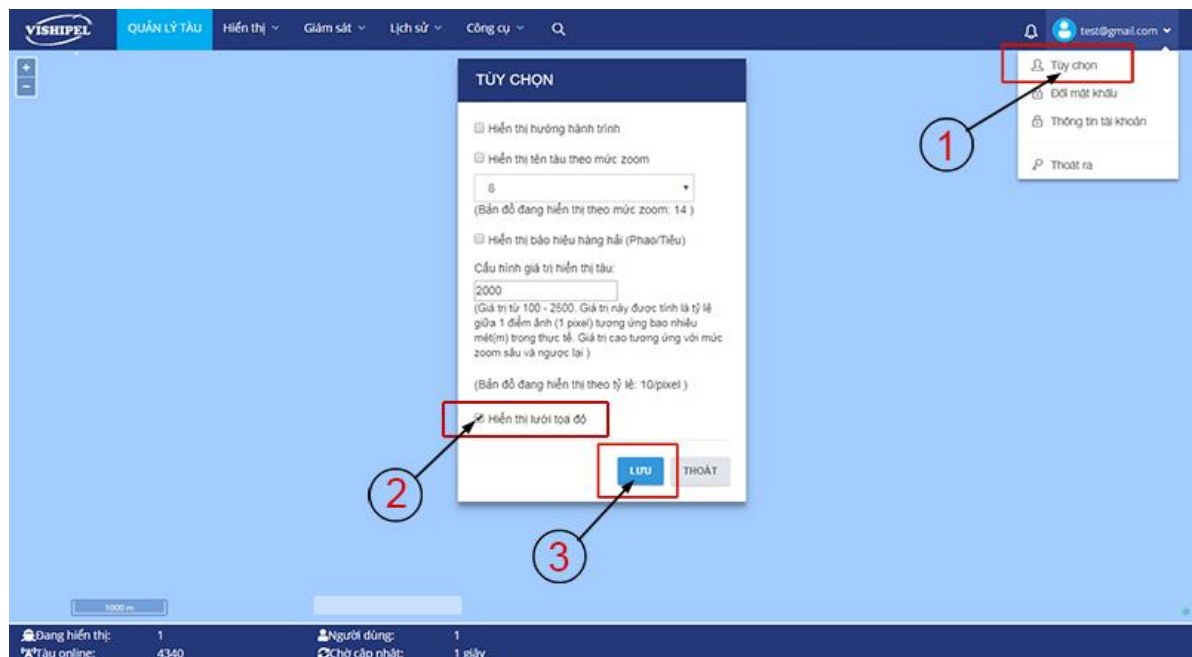 VISHIPEL QUẢN LÝ TÀU Hiển thị Giám sát Lịch sử Công cụ test@gmail.com
Tùy chọn
Đổi mật khẩu
Thông tin tài khoản
Thoát ra
1
TÙY CHỌN
Hiển thị hướng hành trình
Hiển thị tên tàu theo mức zoom
8
(Bản đồ đang hiển thị theo mức zoom: 14 )
Hiển thị báo hiệu hàng hải (Phao/Tiêu)
Cấu hình giá trị hiển thị tàu:
2000
(Giá trị từ 100 - 2500. Giá trị này được tính là tỷ lệ
giữa 1 điểm ảnh (1 pixel) tương ứng bao nhiêu
mét(m) trong thực tế. Giá trị cao tương ứng với mức
zoom sâu và ngược lại )
(Bản đồ đang hiển thị theo tỷ lệ: 10/pixel )
Hiển thị lưới tọa độ
2
LƯU THOÁT
3
1000 m
Đang hiển thị: 1 Người dùng: 1
Tàu online: 4340 Chờ cập nhật: 1 giây